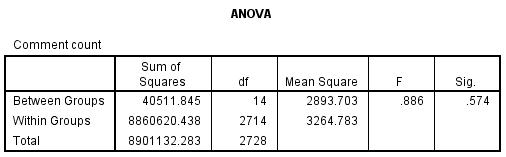 ANOVA
Comment count
Sum of Squares df Mean Square F Sig.
Between Groups 40511.845 14 2893.703 .886 .574
Within Groups 8860620.438 2714 3264.783
Total 8901132.283 2728